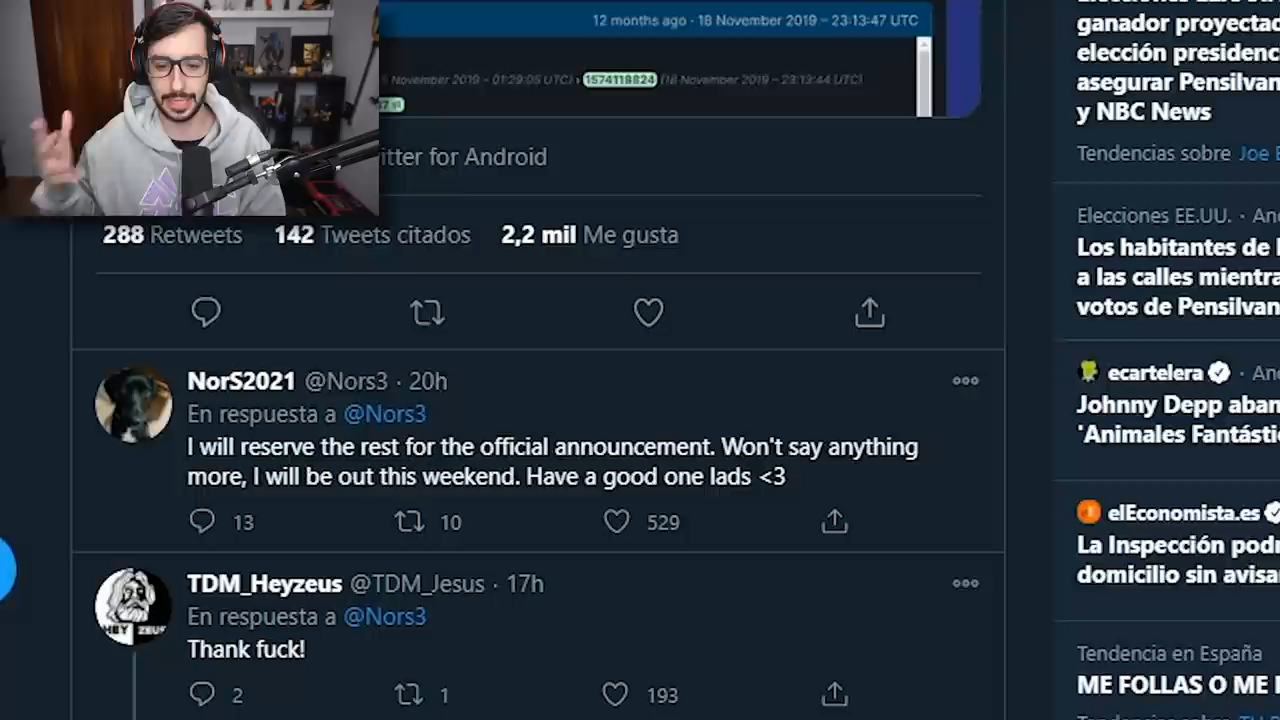 12 months ago · 18 November 2019 – 23:13:47 UTC
November 2019 – 01:29:05 UTC) › 1574118824 (18 November 2019 – 23:13:44 UTC)
itter for Android
288 Retweets 142 Tweets citados 2,2 mil Me gusta
NorS2021 @Nors3 · 20h
En respuesta a @Nors3
I will reserve the rest for the official announcement. Won't say anything
more, I will be out this weekend. Have a good one lads <3
13 10 529
TDM_Heyzeus @TDM_Jesus · 17h
En respuesta a @Nors3
Thank fuck!
2 1 193
HEY ZEUS
ganador proyectad
elección presidenc
asegurar Pensilvan
y NBC News
Tendencias sobre Joe
Elecciones EE.UU. · An
Los habitantes de
a las calles mientra
votos de Pensilvan
ecartelera · An
Johnny Depp aban
'Animales Fantásti
elEconomista.es
La Inspección podr
domicilio sin avisa
Tendencia en España
ME FOLLAS O ME